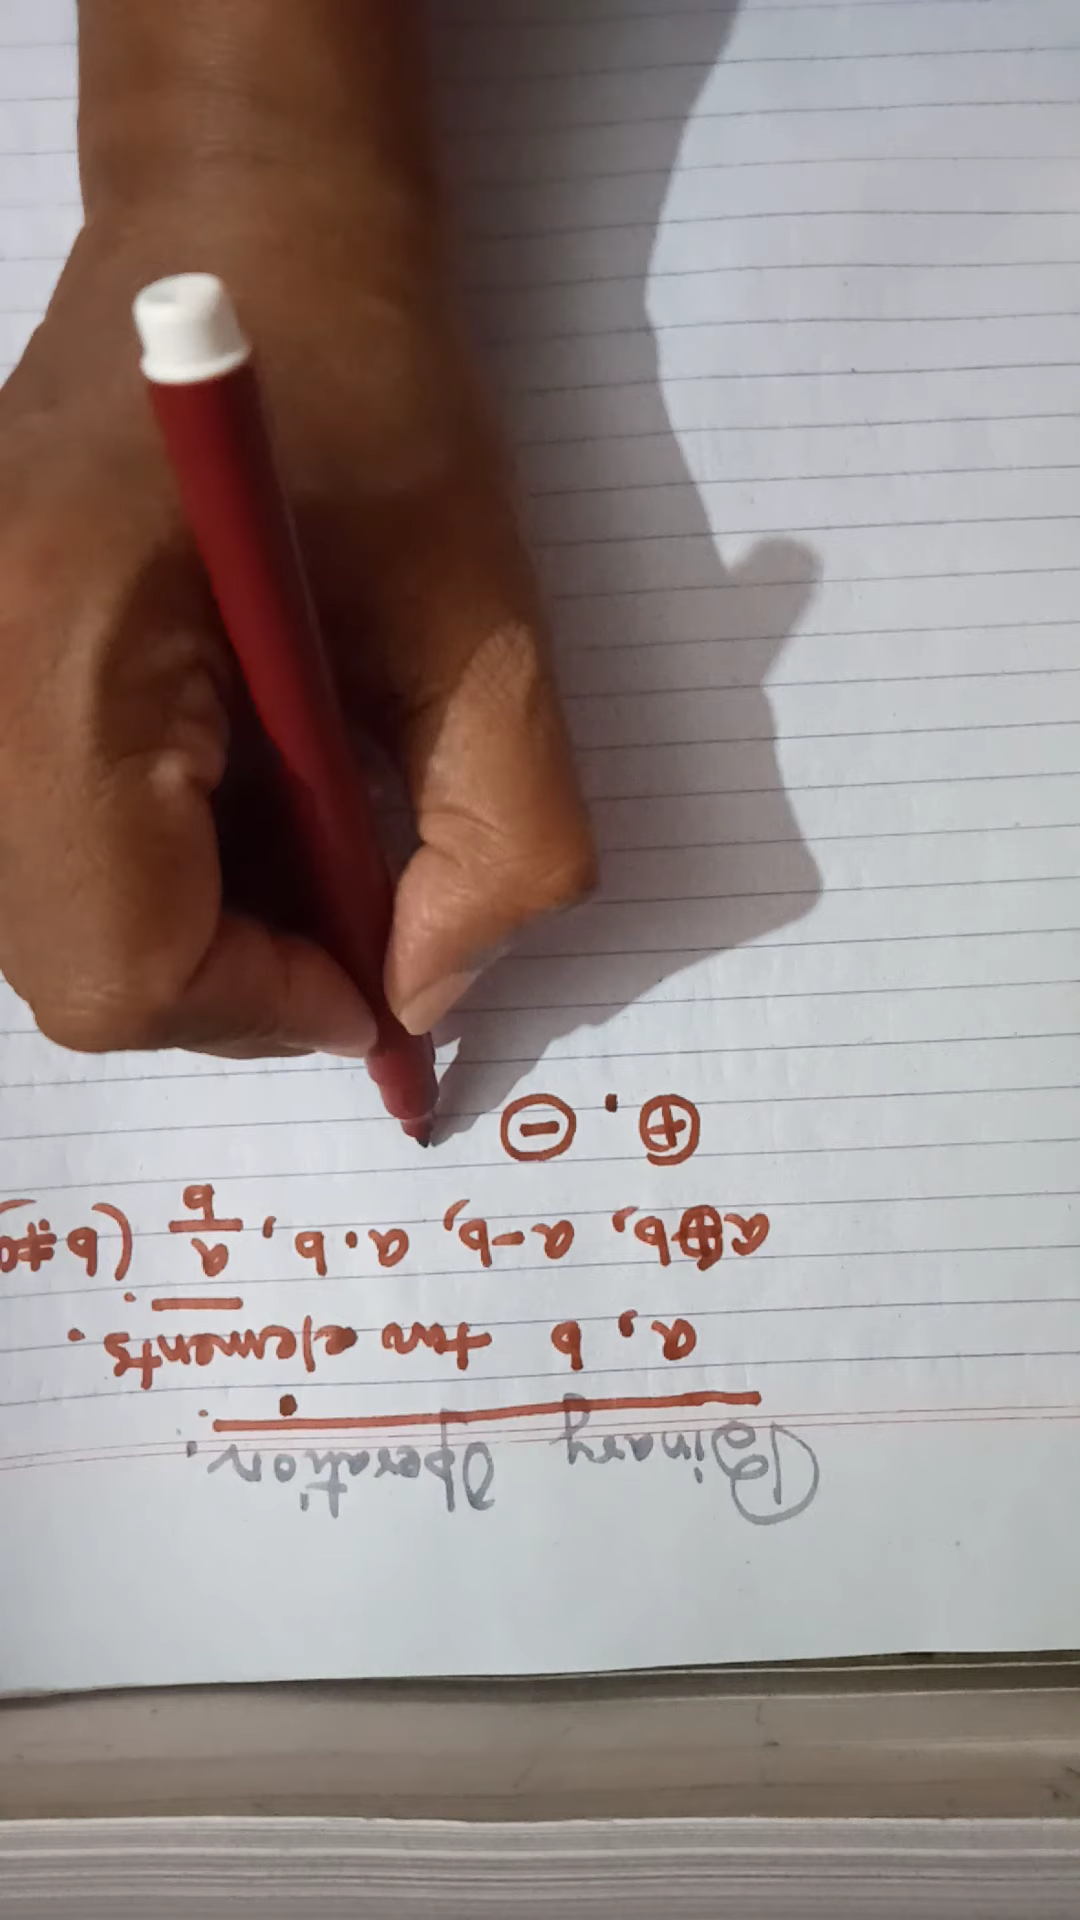 Binary Operation:
a, b two elements.
a⊕b, a-b, a.b, a/b (b≠0)
⊕, ⊖